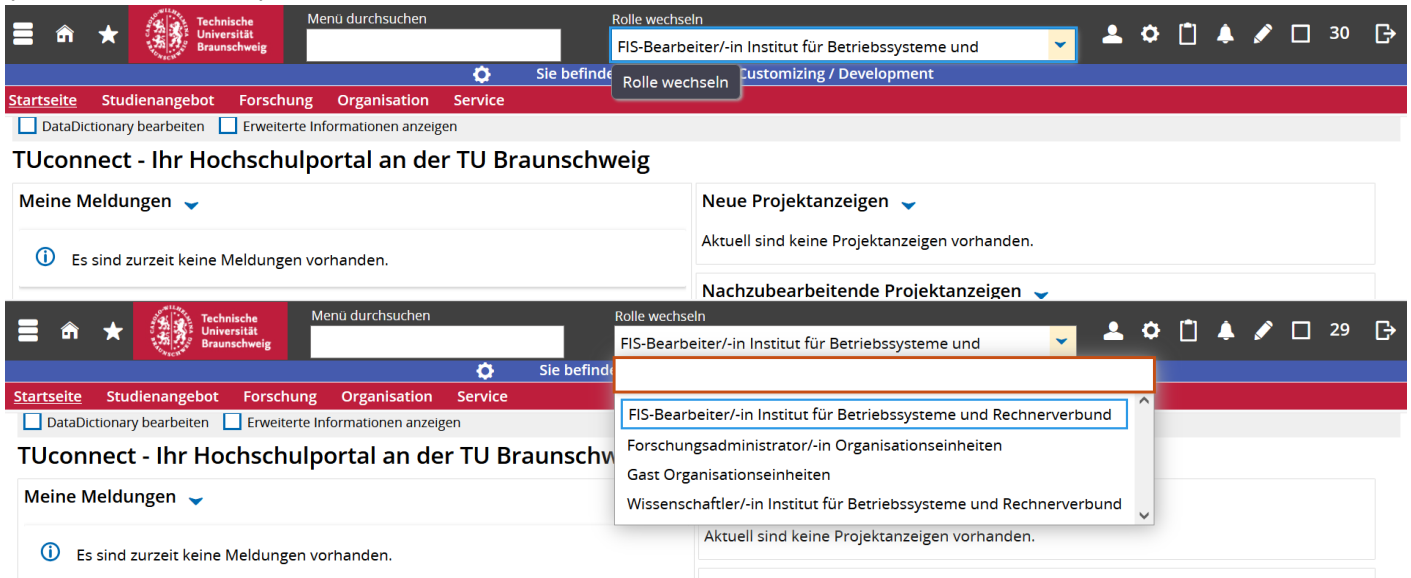 Technische
Universität
Braunschweig
Menü durchsuchen
Rolle wechseln
FIS-Bearbeiter/-in Institut für Betriebssysteme und
30
Sie befinde
Customizing / Development
Rolle wechseln
Startseite Studienangebot Forschung Organisation Service
DataDictionary bearbeiten Erweiterte Informationen anzeigen
TUconnect - Ihr Hochschulportal an der TU Braunschweig
Meine Meldungen
Es sind zurzeit keine Meldungen vorhanden.
Neue Projektanzeigen
Aktuell sind keine Projektanzeigen vorhanden.
Nachzubearbeitende Projektanzeigen
Technische
Universität
Braunschweig
Menü durchsuchen
Rolle wechseln
FIS-Bearbeiter/-in Institut für Betriebssysteme und
29
Sie befinde
Startseite Studienangebot Forschung Organisation Service
DataDictionary bearbeiten Erweiterte Informationen anzeigen
TUconnect - Ihr Hochschulportal an der TU Braunschw
FIS-Bearbeiter/-in Institut für Betriebssysteme und Rechnerverbund
Forschungsadministrator/-in Organisationseinheiten
Gast Organisationseinheiten
Wissenschaftler/-in Institut für Betriebssysteme und Rechnerverbund
Meine Meldungen
Es sind zurzeit keine Meldungen vorhanden.
Aktuell sind keine Projektanzeigen vorhanden.